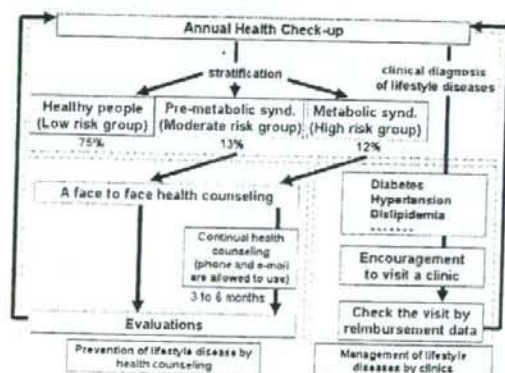 Annual Health Check-up
stratification
clinical diagnosis
of lifestyle diseases
Healthy people
(Low risk group)
Pre-metabolic synd.
(Moderate risk group)
Metabolic synd.
(High risk group)
75%
13%
12%
A face to face health counseling
Diabetes
Hypertension
Dislipidemia
.......
Continual health
counseling
(phone and e-mail
are allowed to use)
3 to 6 months
Encouragement
to visit a clinic
Evaluations
Check the visit by
reimbursement data
Prevention of lifestyle disease by
health counseling
Management of lifestyle
diseases by clinics